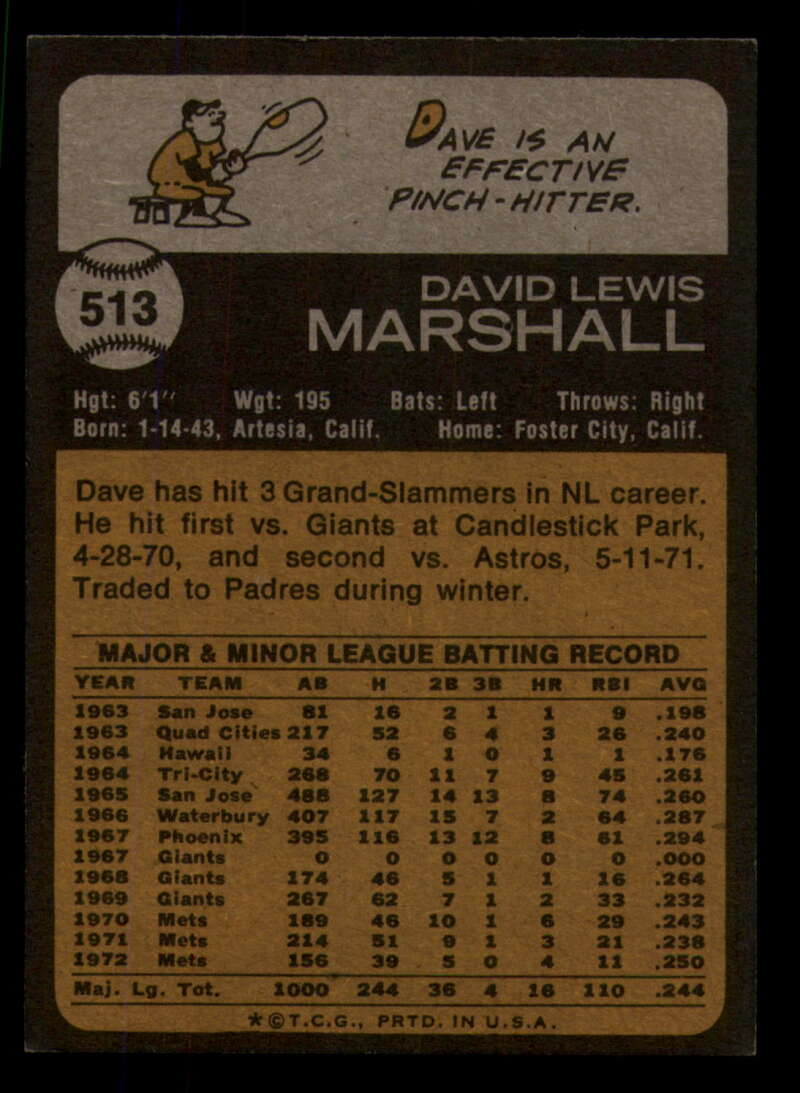 DAVE IS AN
EFFECTIVE
PINCH-HITTER.
513
DAVID LEWIS
MARSHALL
Hgt: 6'1" Wgt: 195 Bats: Left Throws: Right
Born: 1-14-43, Artesia, Calif. Home: Foster City, Calif.
Dave has hit 3 Grand-Slammers in NL career.
He hit first vs. Giants at Candlestick Park,
4-28-70, and second vs. Astros, 5-11-71.
Traded to Padres during winter.
MAJOR & MINOR LEAGUE BATTING RECORD
YEAR TEAM AB H 2B 3B HR RBI AVG
1963 San Jose 81 16 2 1 1 9 .198
1963 Quad Cities 217 52 6 4 3 26 .240
1964 Hawaii 34 6 1 0 1 1 .176
1964 Tri-City 268 70 11 7 9 45 .261
1965 San Jose 488 127 14 13 8 74 .260
1966 Waterbury 407 117 15 7 2 64 .287
1967 Phoenix 395 116 13 12 8 61 .294
1967 Giants 0 0 0 0 0 0 .000
1968 Giants 174 46 5 1 1 16 .264
1969 Giants 267 62 7 1 2 33 .232
1970 Mets 189 46 10 1 6 29 .243
1971 Mets 214 51 9 1 3 21 .238
1972 Mets 156 39 5 0 4 11 .250
Maj. Lg. Tot. 1000 244 36 4 16 110 .244
*©T.C.G., PRTD. IN U.S.A.